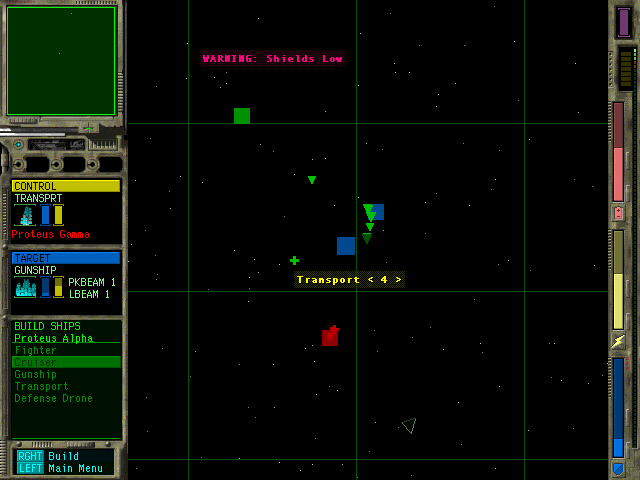 WARNING: Shields Low
CONTROL
TRANSPRT
Proteus Gamma
TARGET
GUNSHIP
PKBEAM 1
LBEAM 1
Transport < 4 >
BUILD SHIPS
Proteus Alpha
Fighter
Cruiser
Gunship
Transport
Defense Drone
RGHT Build
LEFT Main Menu